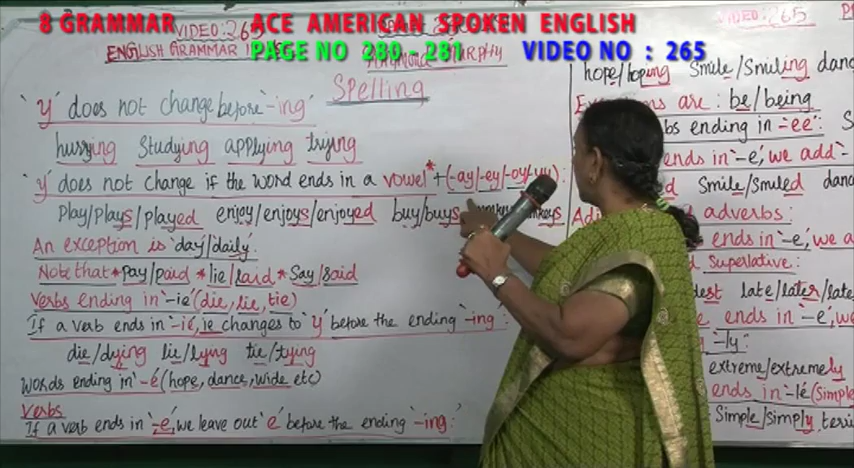 8 GRAMMAR
ACE AMERICAN SPOKEN ENGLISH
PAGE NO 280 - 281
VIDEO NO : 265
VIDEO: 265
VIDEO: 265
ENGLISH GRAMMAR
Spelling
'y' does not change before '-ing'
hurrying studying applying trying
'y' does not change if the word ends in a vowel* + (-ay/-ey/-oy/
Play/Plays/played enjoy/enjoys/enjoyed buy/buys
An exception is 'day/daily'.
Note that *pay/paid *lie/laid *say/said
Verbs ending in '-ie' (die, lie, tie)
If a verb ends in '-ie', ie changes to 'y' before the ending '-ing':
die/dying lie/lying tie/tying
Words ending in '-e' (hope, dance, wide etc)
Verbs
If a verb ends in '-e', we leave out 'e' before the ending '-ing:'
hope/hoping Smile/Smiling
are: be/being
ending in -ee:
ends in -e, we add -
Smile/Smiled
adverbs:
ends in -e, we
Superlative:
late/later/
ends in '-e', we
-ly:
extreme/extremely
ends in -le (Simple
Simple/Simply,